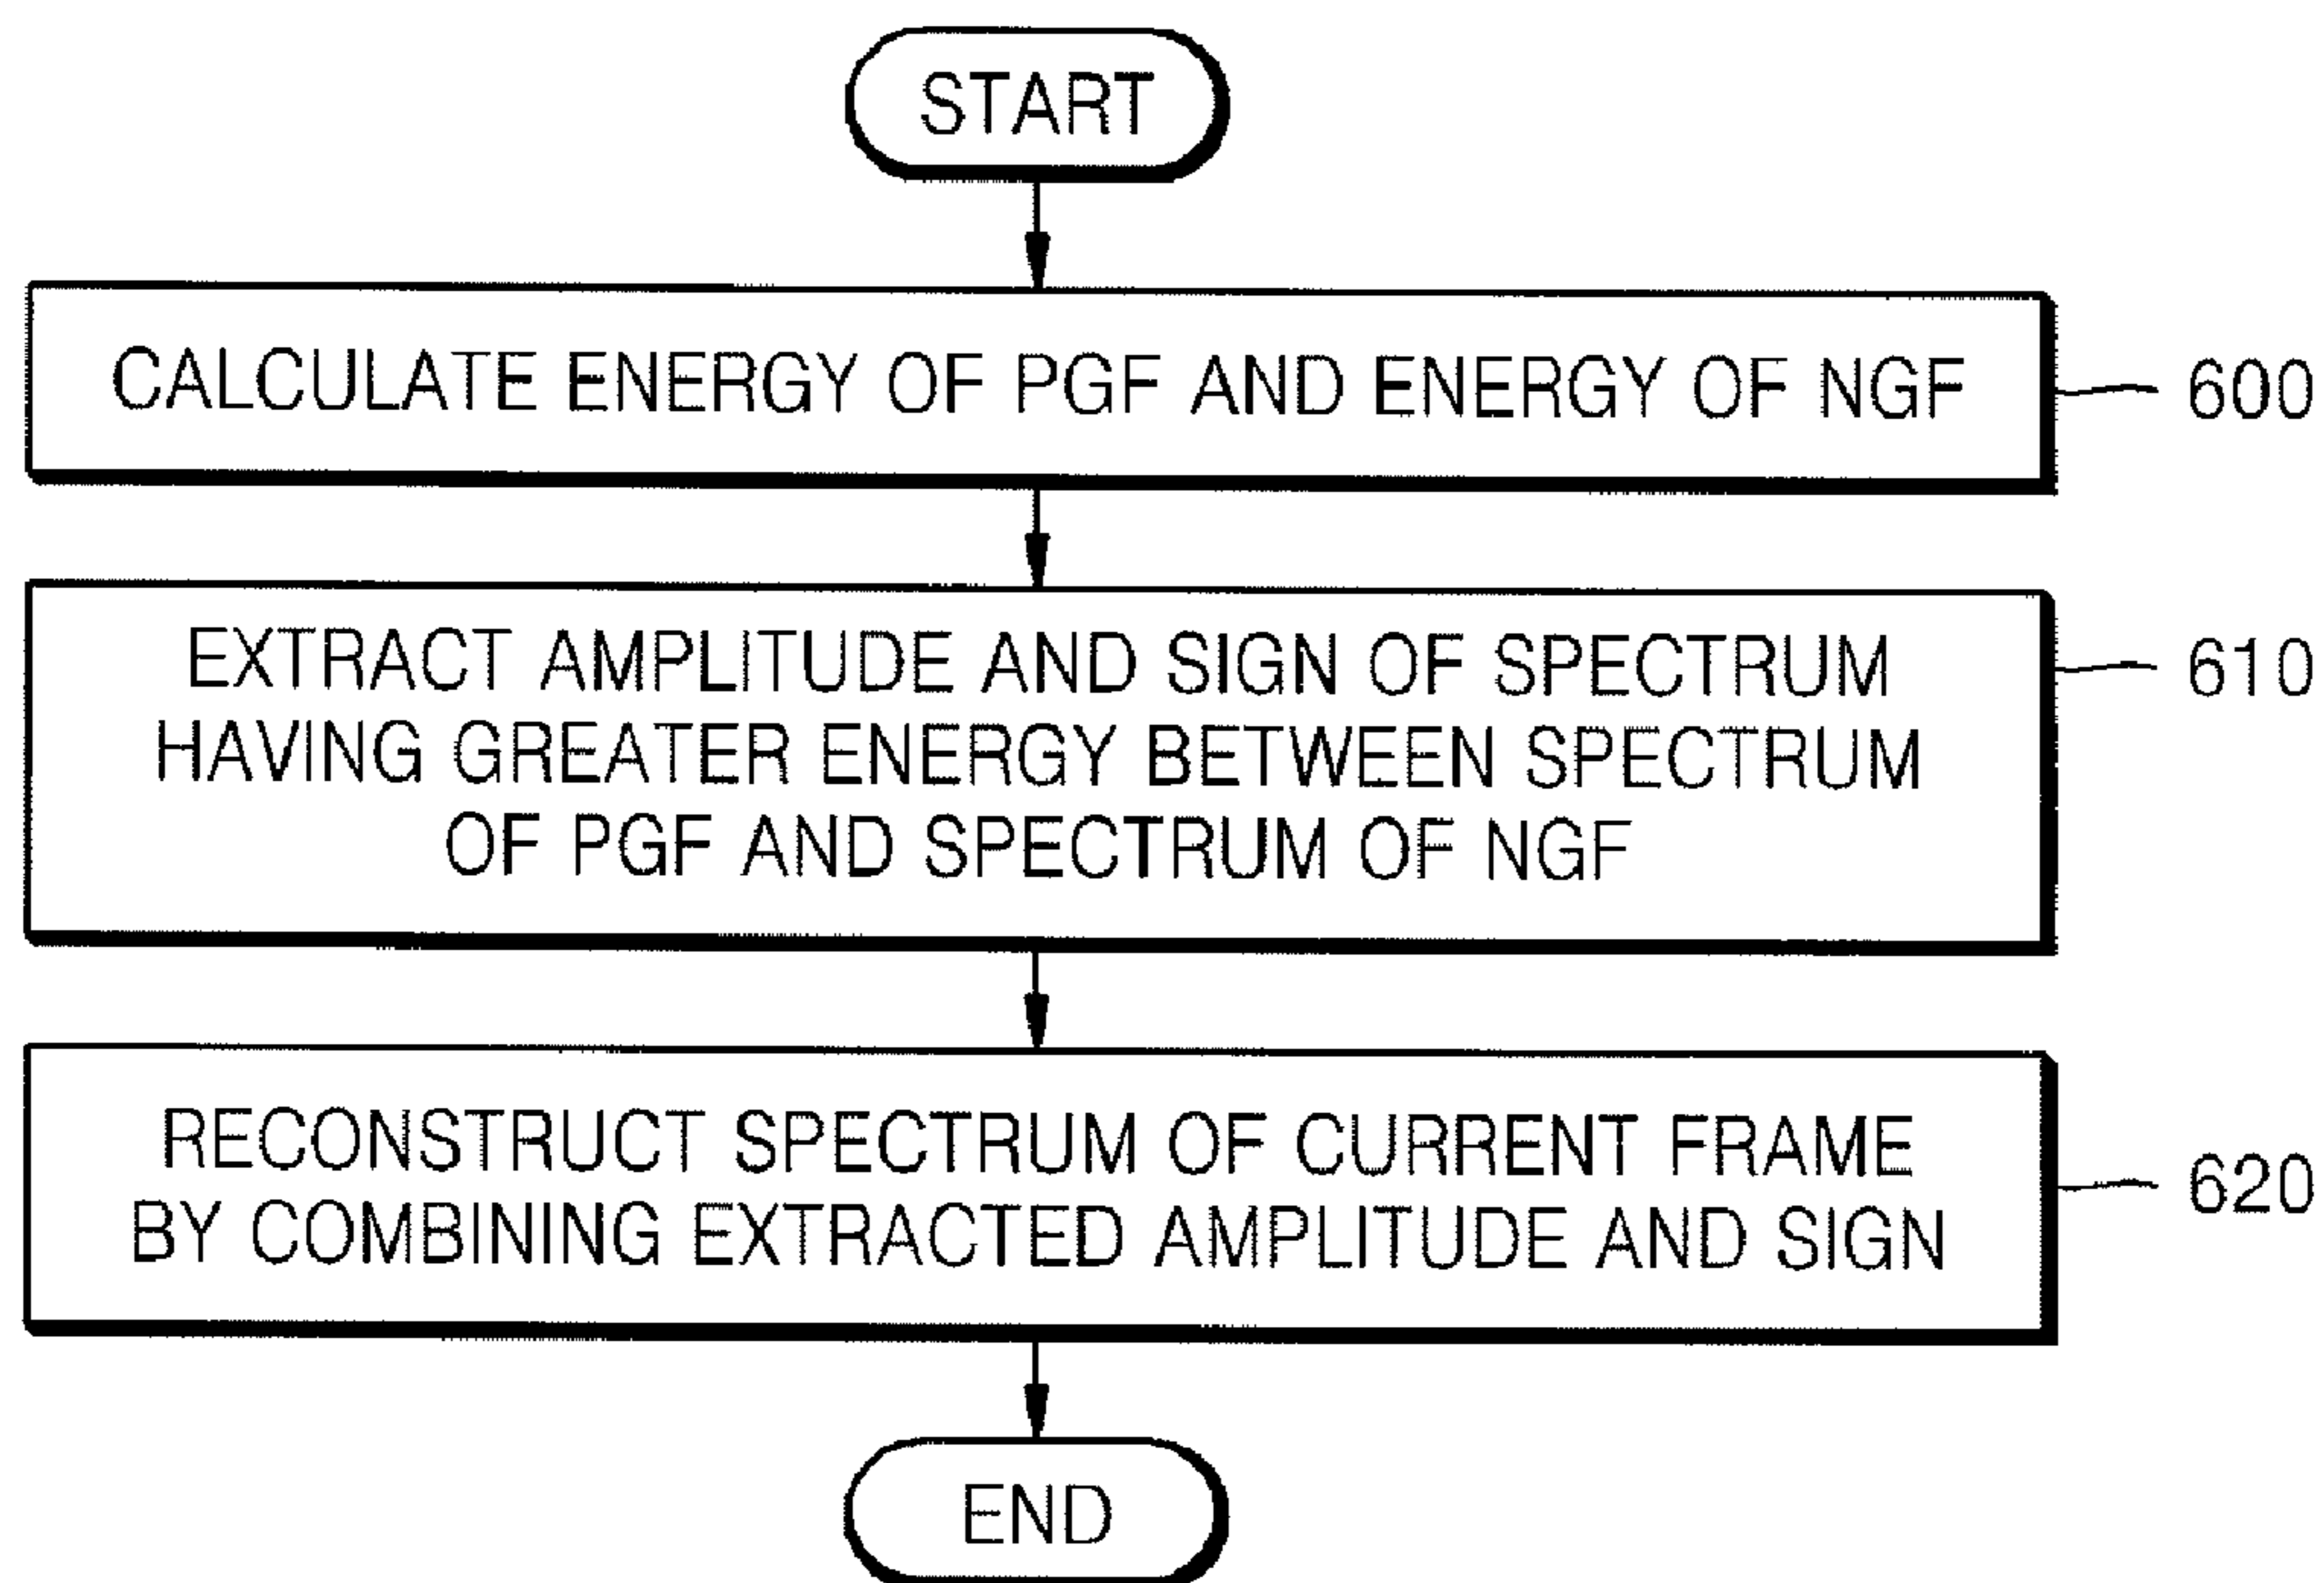 START
CALCULATE ENERGY OF PGF AND ENERGY OF NGF
600
EXTRACT AMPLITUDE AND SIGN OF SPECTRUM
HAVING GREATER ENERGY BETWEEN SPECTRUM
OF PGF AND SPECTRUM OF NGF
610
RECONSTRUCT SPECTRUM OF CURRENT FRAME
BY COMBINING EXTRACTED AMPLITUDE AND SIGN
620
END